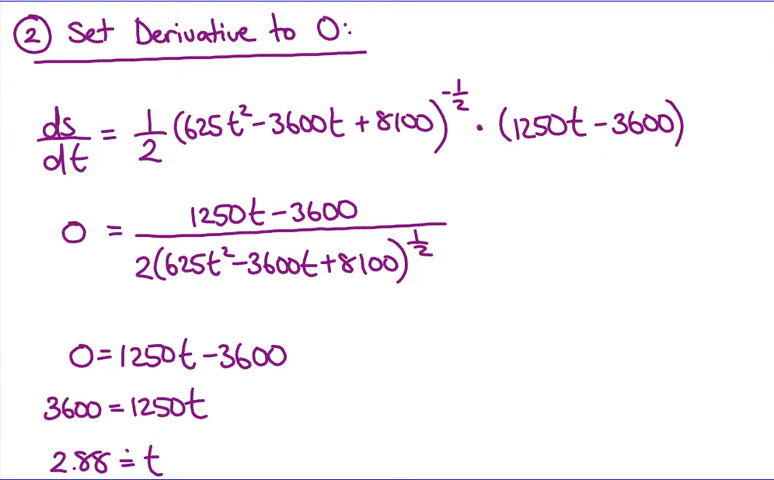 ② Set Derivative to 0:
ds/dt = 1/2 (625t² - 3600t + 8100)^(-1/2) · (1250t - 3600)
0 = (1250t - 3600) / (2(625t² - 3600t + 8100)^(1/2))
0 = 1250t - 3600
3600 = 1250t
2.88 ≐ t